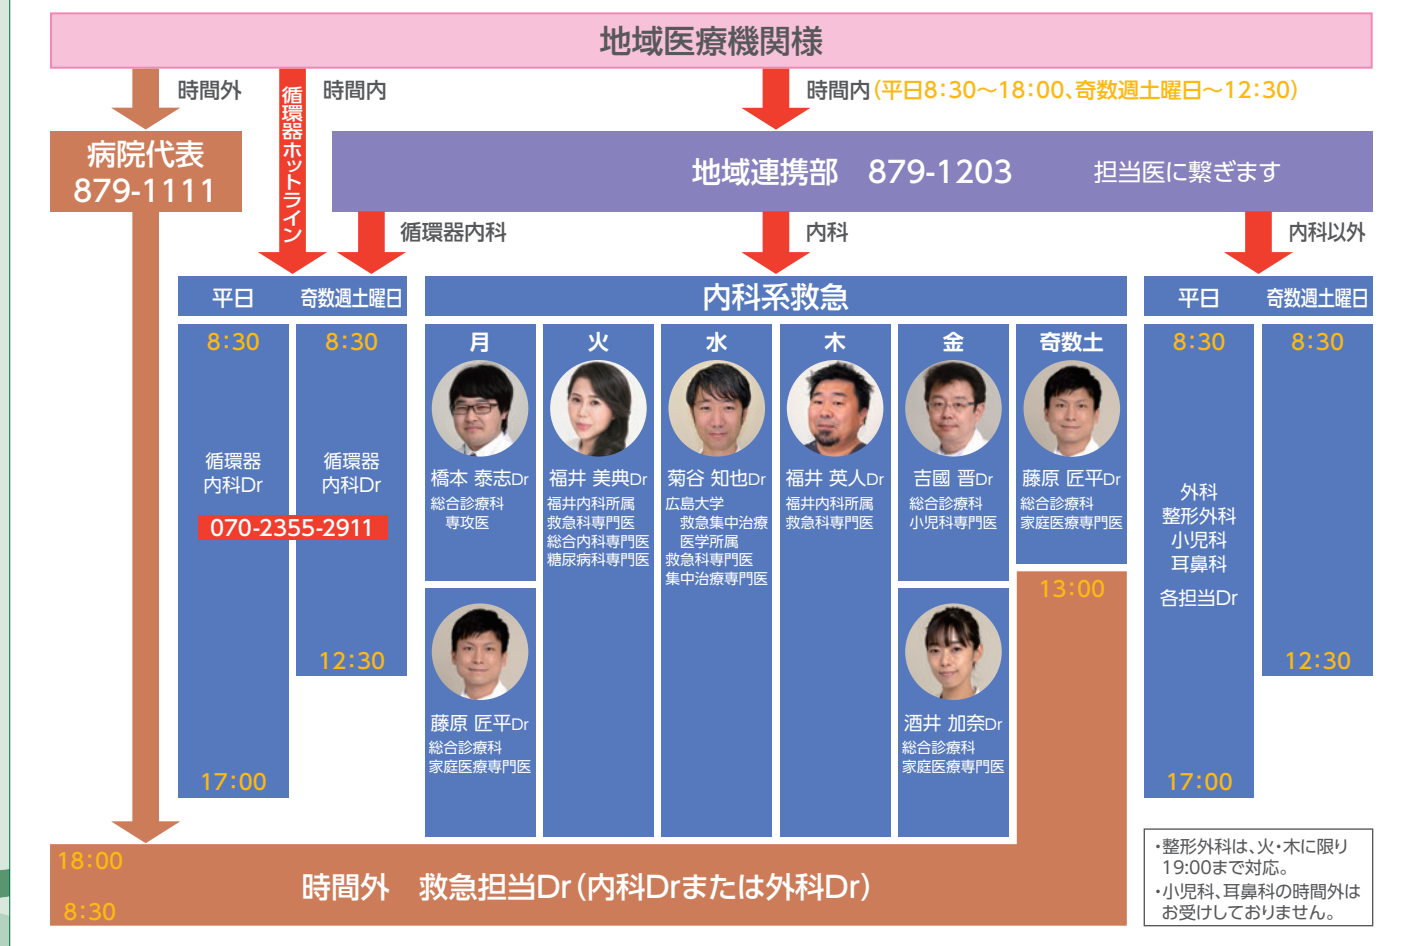 地域医療機関様
時間外
循環器ホットライン
時間内
時間内(平日8:30〜18:00、奇数週土曜日〜12:30)
病院代表
879-1111
地域連携部 879-1203 担当医に繋ぎます
循環器内科
内科
内科以外
平日
奇数週土曜日
内科系救急
平日
奇数週土曜日
8:30
循環器
内科Dr
17:00
8:30
循環器
内科Dr
12:30
070-2355-2911
月
橋本 泰志Dr
総合診療科
専攻医
藤原 匠平Dr
総合診療科
家庭医療専門医
火
福井 美典Dr
福井内科所属
救急科専門医
総合内科専門医
糖尿病科専門医
水
菊谷 知也Dr
広島大学
救急集中治療
医学所属
救急科専門医
集中治療専門医
木
福井 英人Dr
福井内科所属
救急科専門医
金
吉國 晋Dr
総合診療科
小児科専門医
酒井 加奈Dr
総合診療科
家庭医療専門医
奇数土
藤原 匠平Dr
総合診療科
家庭医療専門医
13:00
8:30
外科
整形外科
小児科
耳鼻科
各担当Dr
17:00
8:30
12:30
18:00
8:30
時間外 救急担当Dr(内科Drまたは外科Dr)
・整形外科は、火・木に限り
19:00まで対応。
・小児科、耳鼻科の時間外は
お受けしておりません。